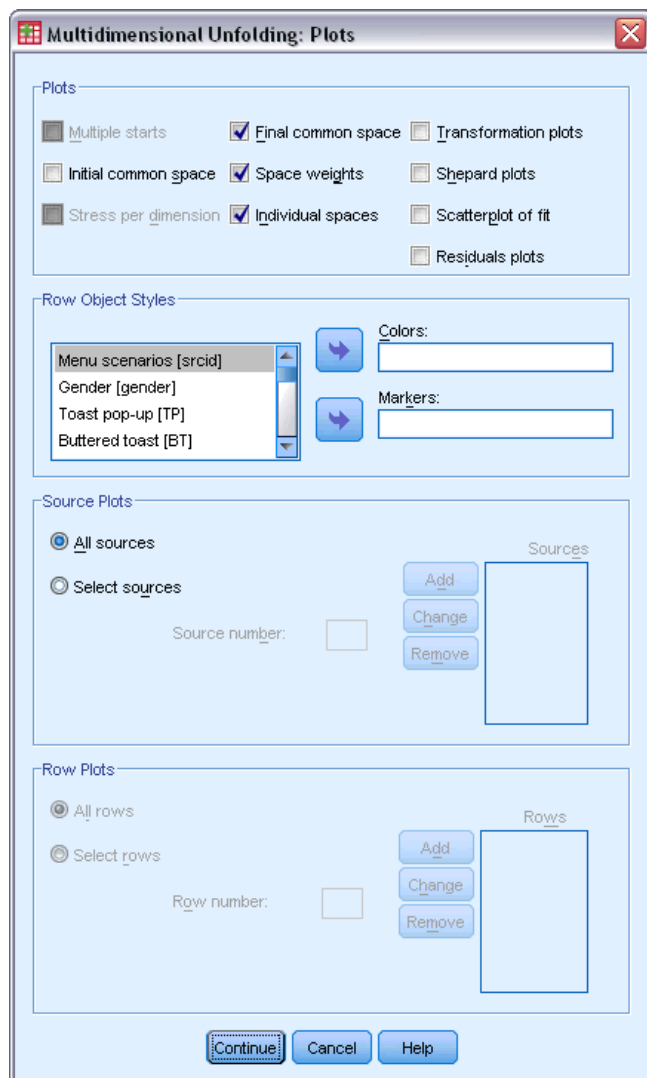 Multidimensional Unfolding: Plots
Plots
Multiple starts
Final common space
Transformation plots
Initial common space
Space weights
Shepard plots
Stress per dimension
Individual spaces
Scatterplot of fit
Residuals plots
Row Object Styles
Menu scenarios [srcid]
Gender [gender]
Toast pop-up [TP]
Buttered toast [BT]
Colors:
Markers:
Source Plots
All sources
Select sources
Source number:
Add
Change
Remove
Sources
Row Plots
All rows
Select rows
Row number:
Add
Change
Remove
Rows
Continue
Cancel
Help